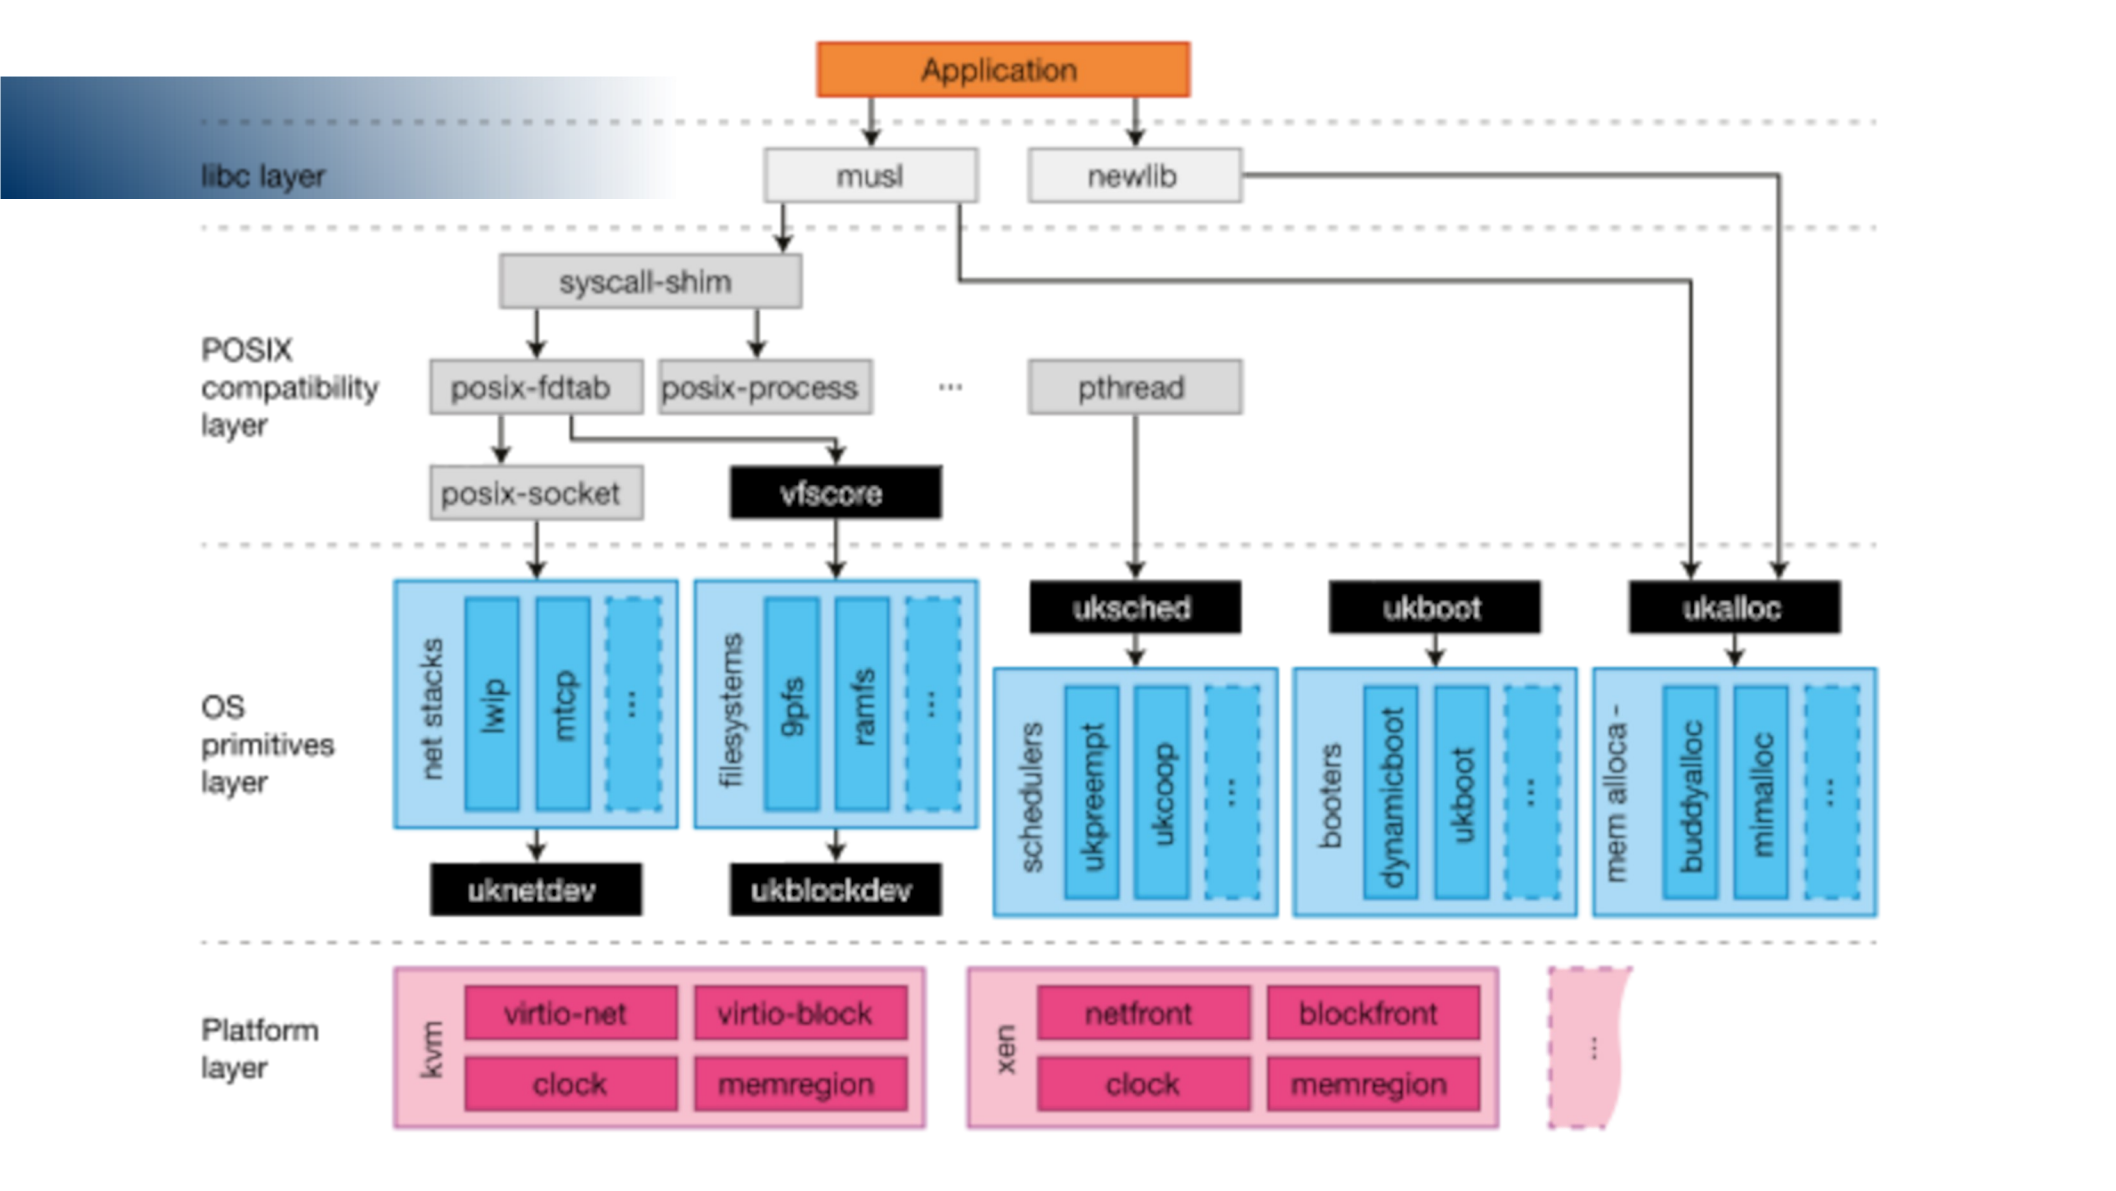 Application
libc layer
musl
newlib
syscall-shim
POSIX
compatibility
layer
posix-fdtab
posix-process
...
pthread
posix-socket
vfscore
OS
primitives
layer
net stacks
lwip
mtcp
...
filesystems
9pfs
ramfs
...
uksched
schedulers
ukpreempt
ukcoop
...
ukboot
booters
dynamicboot
ukboot
...
ukalloc
mem alloca-
buddyalloc
mimalloc
...
uknetdev
ukblockdev
Platform
layer
kvm
virtio-net
virtio-block
clock
memregion
xen
netfront
blockfront
clock
memregion
...